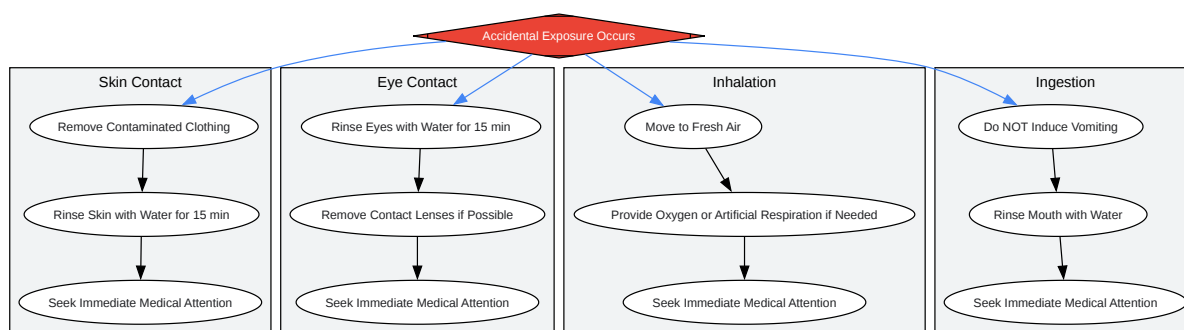 Accidental Exposure Occurs
Skin Contact
Remove Contaminated Clothing
Rinse Skin with Water for 15 min
Seek Immediate Medical Attention
Eye Contact
Rinse Eyes with Water for 15 min
Remove Contact Lenses if Possible
Seek Immediate Medical Attention
Inhalation
Move to Fresh Air
Provide Oxygen or Artificial Respiration if Needed
Seek Immediate Medical Attention
Ingestion
Do NOT Induce Vomiting
Rinse Mouth with Water
Seek Immediate Medical Attention